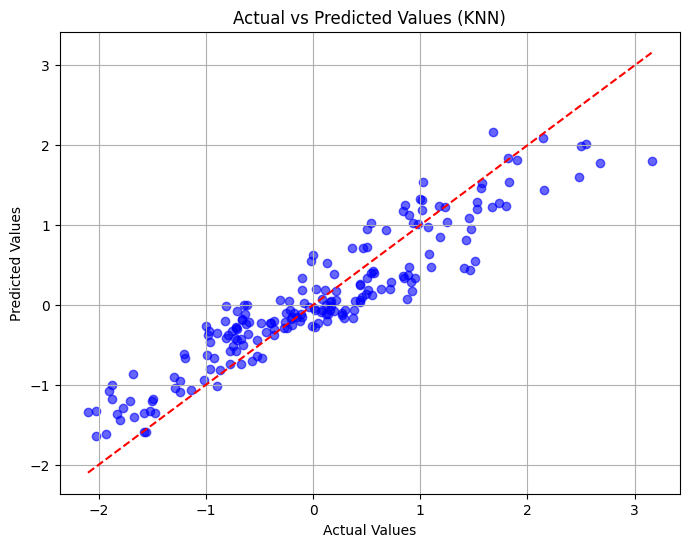 Actual vs Predicted Values (KNN)
3
2
1
0
−1
−2
Predicted Values
−2 −1 0 1 2 3
Actual Values